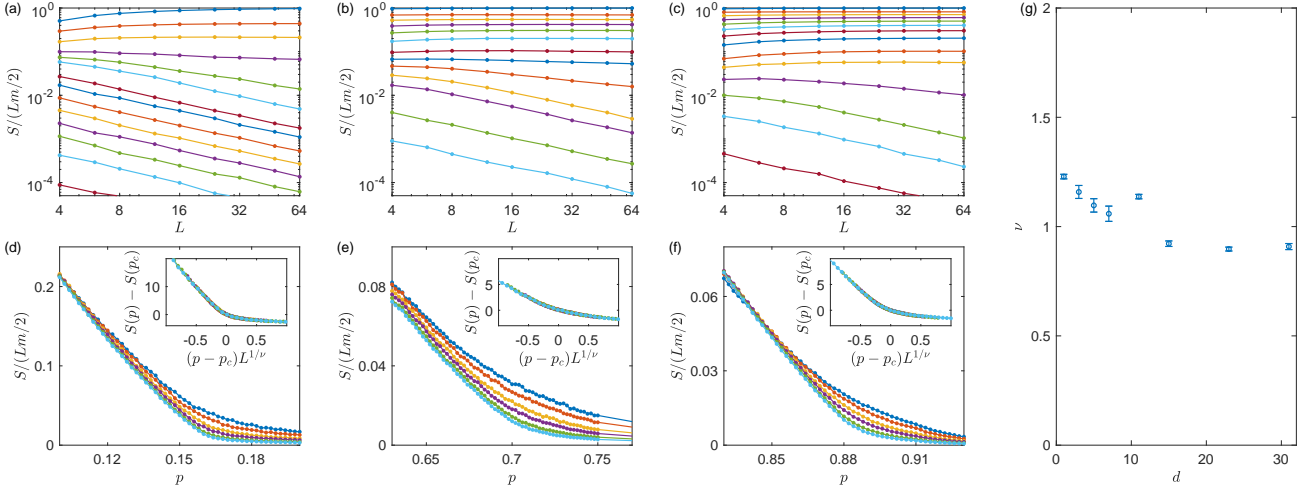 (a)
10^0
10^-2
10^-4
S/(Lm/2)
4 8 16 32 64
L
(b)
10^0
10^-2
10^-4
S/(Lm/2)
4 8 16 32 64
L
(c)
10^0
10^-2
10^-4
S/(Lm/2)
4 8 16 32 64
L
(d)
0.2
0.1
0
S/(Lm/2)
0.12 0.15 0.18
p
S(p) − S(p_c)
10
0
-0.5 0 0.5
(p − p_c)L^{1/ν}
(e)
0.08
0.04
0
S/(Lm/2)
0.65 0.7 0.75
p
S(p) − S(p_c)
5
0
-0.5 0 0.5
(p − p_c)L^{1/ν}
(f)
0.06
0.03
0
S/(Lm/2)
0.85 0.88 0.91
p
S(p) − S(p_c)
5
0
-0.5 0 0.5
(p − p_c)L^{1/ν}
(g)
2
1.5
1
0.5
0
ν
0 10 20 30
d